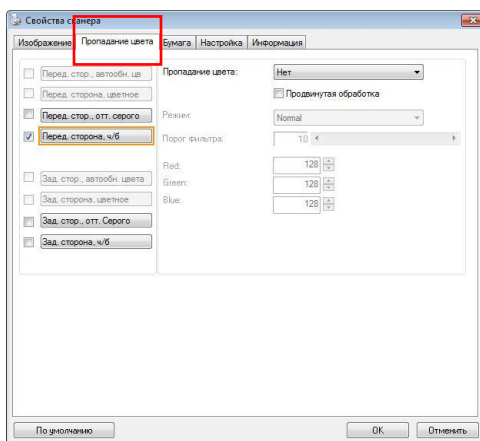 Свойства сканера
Изображение Пропадание цвета Бумага Настройка Информация
Перед. стор., автообн. цв
Перед. сторона, цветное
Перед. стор., отт. серого
Перед. сторона, ч/б
Зад. стор., автообн. цвета
Зад. сторона, цветное
Зад. стор., отт. Серого
Зад. сторона, ч/б
Пропадание цвета: Нет
Продвинутая обработка
Режим: Normal
Порог фильтра: 10
Red: 128
Green: 128
Blue: 128
По умолчанию OK Отменить